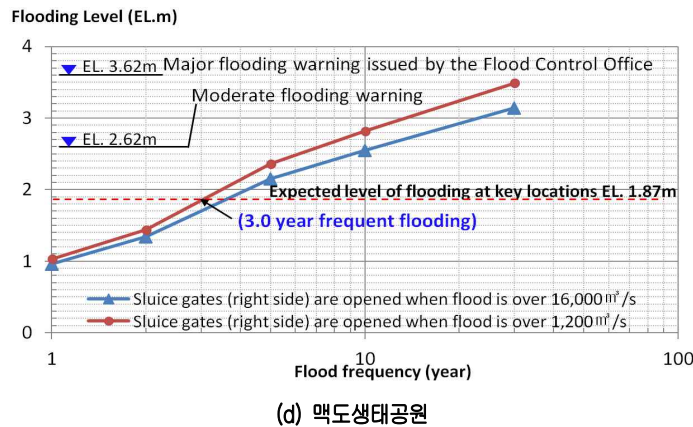 Flooding Level (EL.m)
4
EL. 3.62m Major flooding warning issued by the Flood Control Office
Moderate flooding warning
3
EL. 2.62m
2
Expected level of flooding at key locations EL. 1.87m
(3.0 year frequent flooding)
1
Sluice gates (right side) are opened when flood is over 16,000㎥/s
Sluice gates (right side) are opened when flood is over 1,200㎥/s
0
1 10 100
Flood frequency (year)
(d) 맥도생태공원